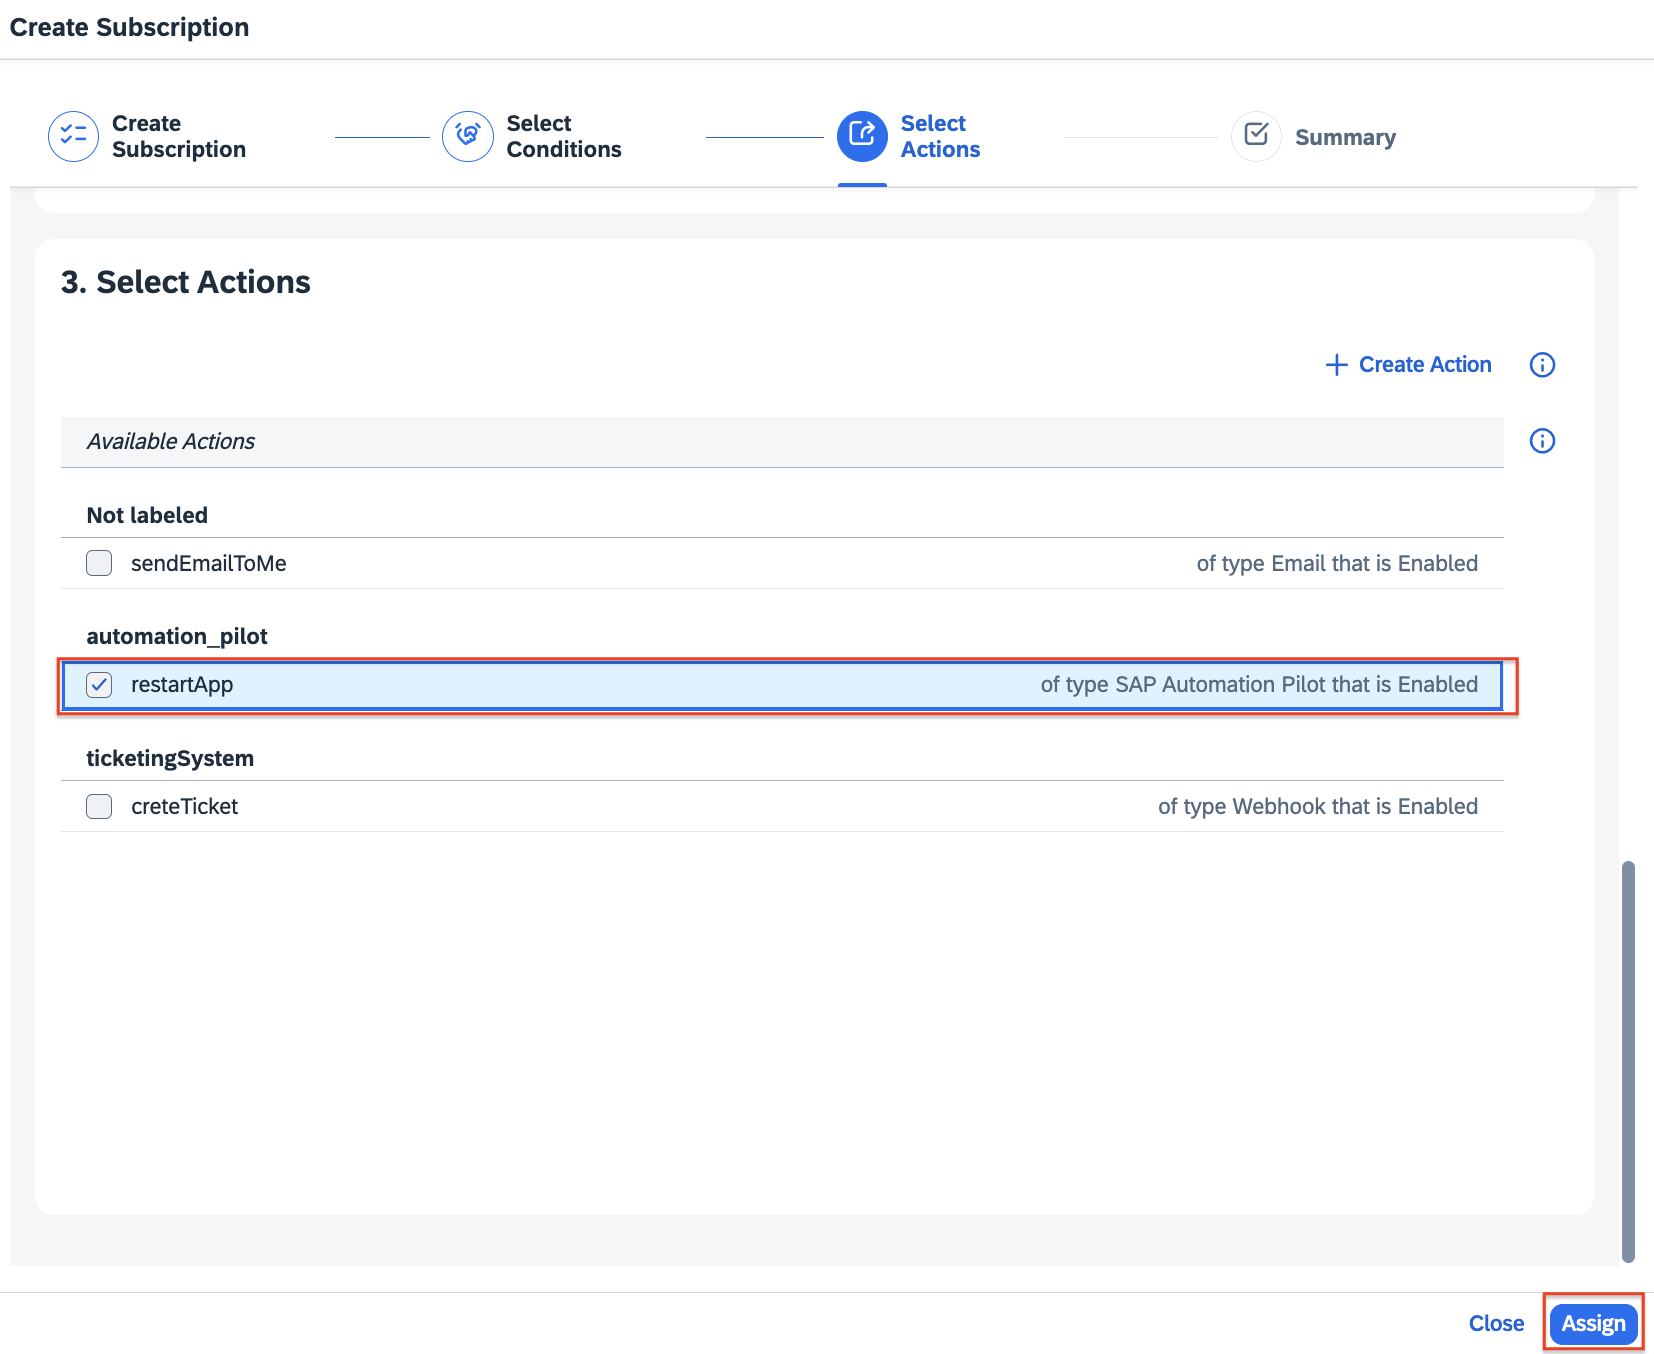 Create Subscription
Create
Subscription
Select
Conditions
Select
Actions
Summary
3. Select Actions
Create Action
Available Actions
Not labeled
sendEmailToMe of type Email that is Enabled
automation_pilot
restartApp of type SAP Automation Pilot that is Enabled
ticketingSystem
creteTicket of type Webhook that is Enabled
Close Assign